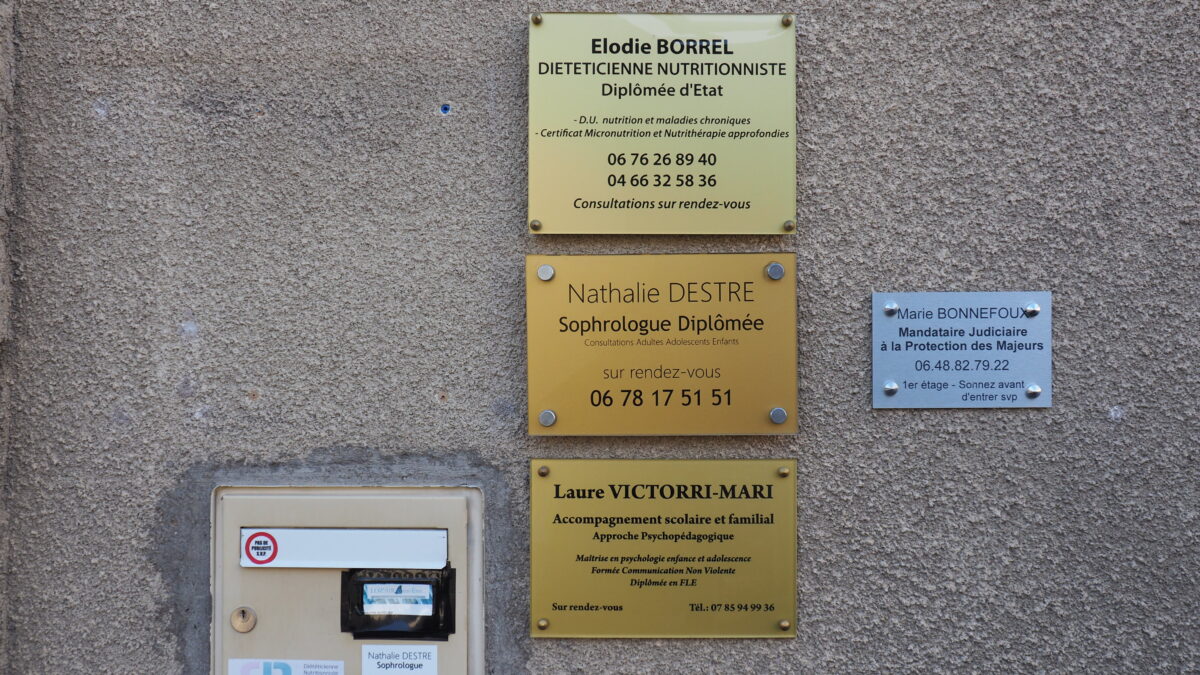 Elodie BORREL
DIETETICIENNE NUTRITIONNISTE
Diplômée d'Etat
- D.U. nutrition et maladies chroniques
- Certificat Micronutrition et Nutrithérapie approfondies
06 76 26 89 40
04 66 32 58 36
Consultations sur rendez-vous
Nathalie DESTRE
Sophrologue Diplômée
Consultations Adultes Adolescents Enfants
sur rendez-vous
06 78 17 51 51
Marie BONNEFOUX
Mandataire Judiciaire
à la Protection des Majeurs
06.48.82.79.22
1er étage - Sonnez avant
d'entrer svp
Laure VICTORRI-MARI
Accompagnement scolaire et familial
Approche Psychopédagogique
Maîtrise en psychologie enfance et adolescence
Formée Communication Non Violente
Diplômée en FLE
Sur rendez-vous Tél.: 07 85 94 99 36
PAS DE
PUBLICITÉ
S.V.P.
Nathalie DESTRE
Sophrologue
Diététicienne
Nutritionniste